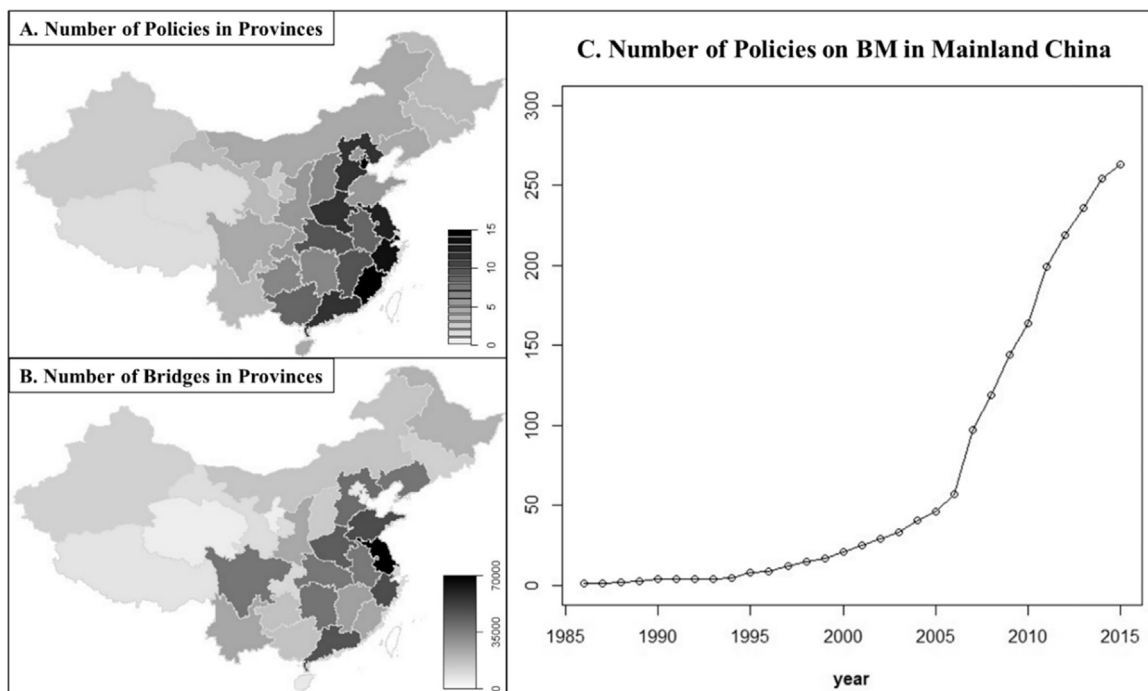 A. Number of Policies in Provinces
15
10
5
0
B. Number of Bridges in Provinces
70000
35000
0
C. Number of Policies on BM in Mainland China
300
250
200
150
100
50
0
1985 1990 1995 2000 2005 2010 2015
year